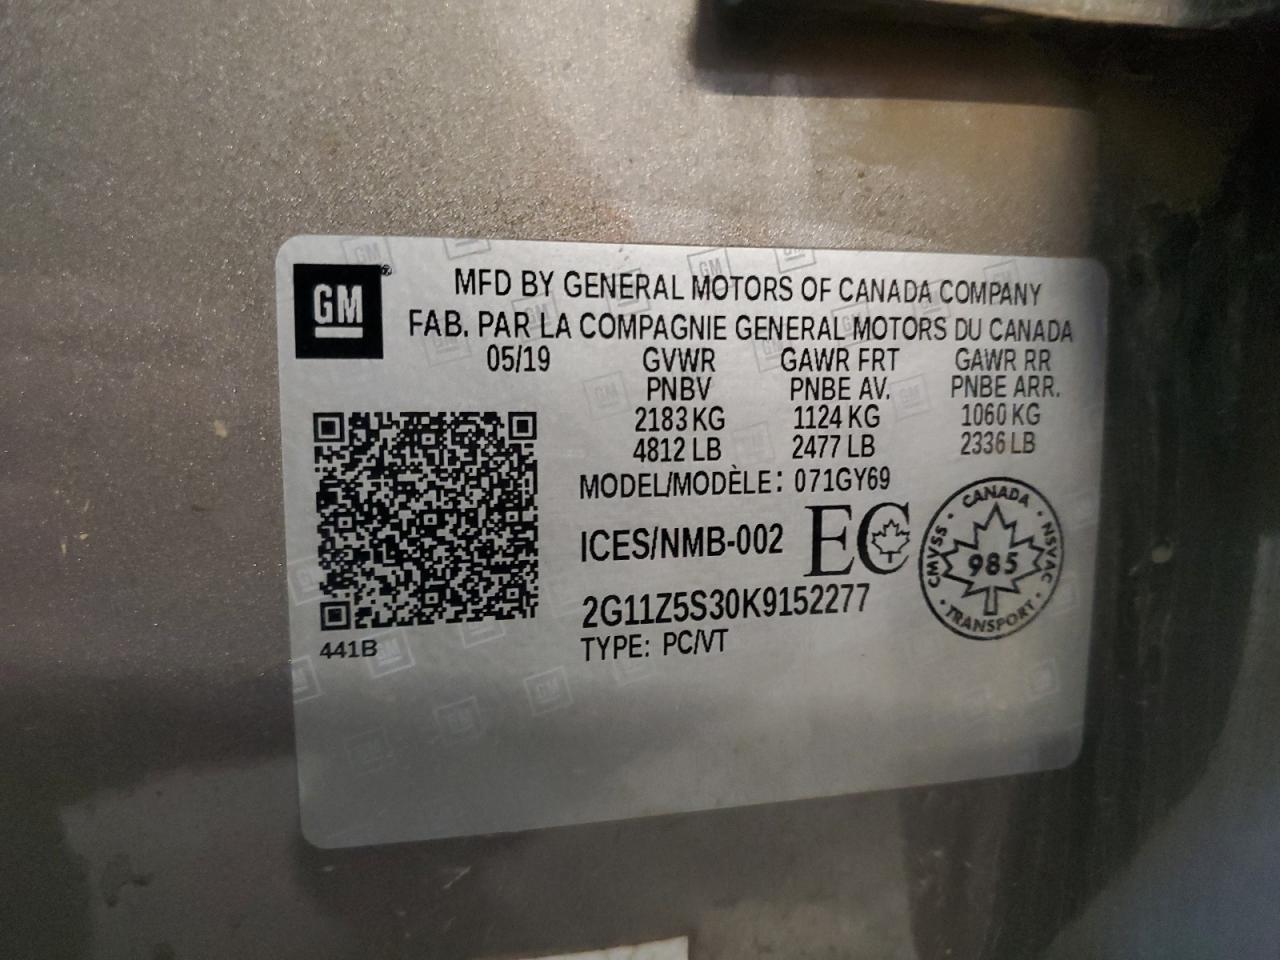 GM
MFD BY GENERAL MOTORS OF CANADA COMPANY
FAB. PAR LA COMPAGNIE GENERAL MOTORS DU CANADA
05/19 GVWR GAWR FRT GAWR RR
PNBV PNBE AV. PNBE ARR.
2183 KG 1124 KG 1060 KG
4812 LB 2477 LB 2336 LB
MODEL/MODÈLE: 071GY69
ICES/NMB-002 EC
CANADA
CMVSS 985 NSVAC
TRANSPORT
2G11Z5S30K9152277
TYPE: PC/VT
441B